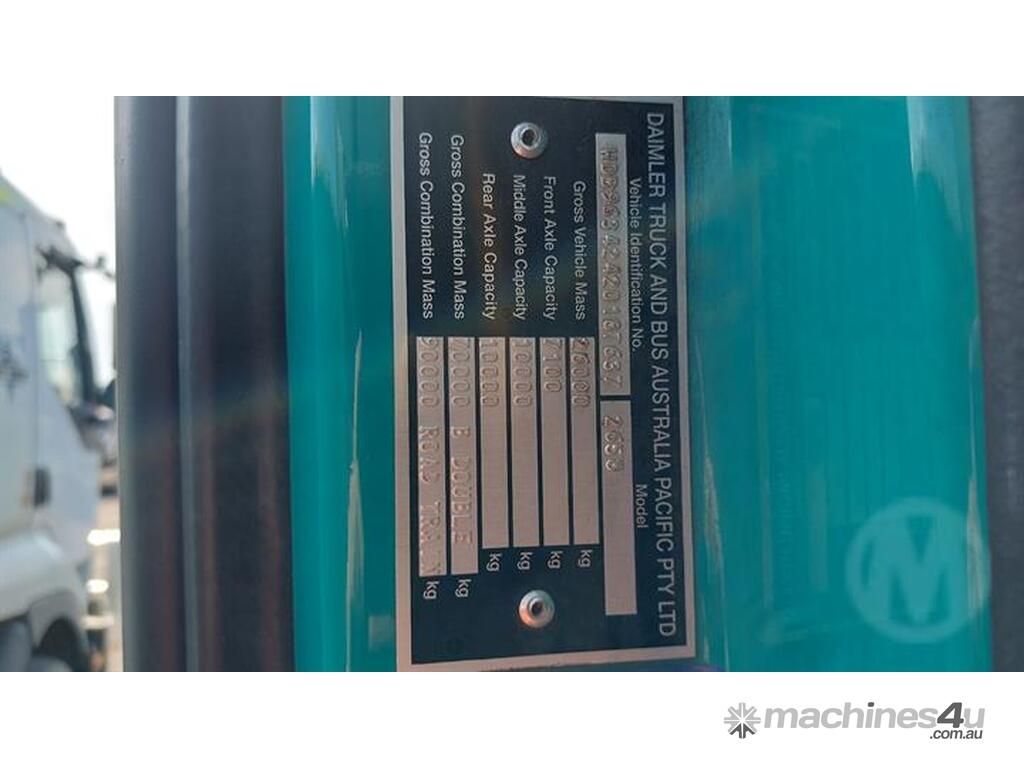 DAIMLER TRUCK AND BUS AUSTRALIA PACIFIC PTY LTD
Vehicle Identification No. Model
2653
Gross Vehicle Mass 26000 kg
Front Axle Capacity 7100 kg
Middle Axle Capacity 10000 kg
Rear Axle Capacity 10000 kg
Gross Combination Mass 70000 B DOUBLE kg
Gross Combination Mass 90000 ROAD TRAIN kg
M
machines4u
.com.au